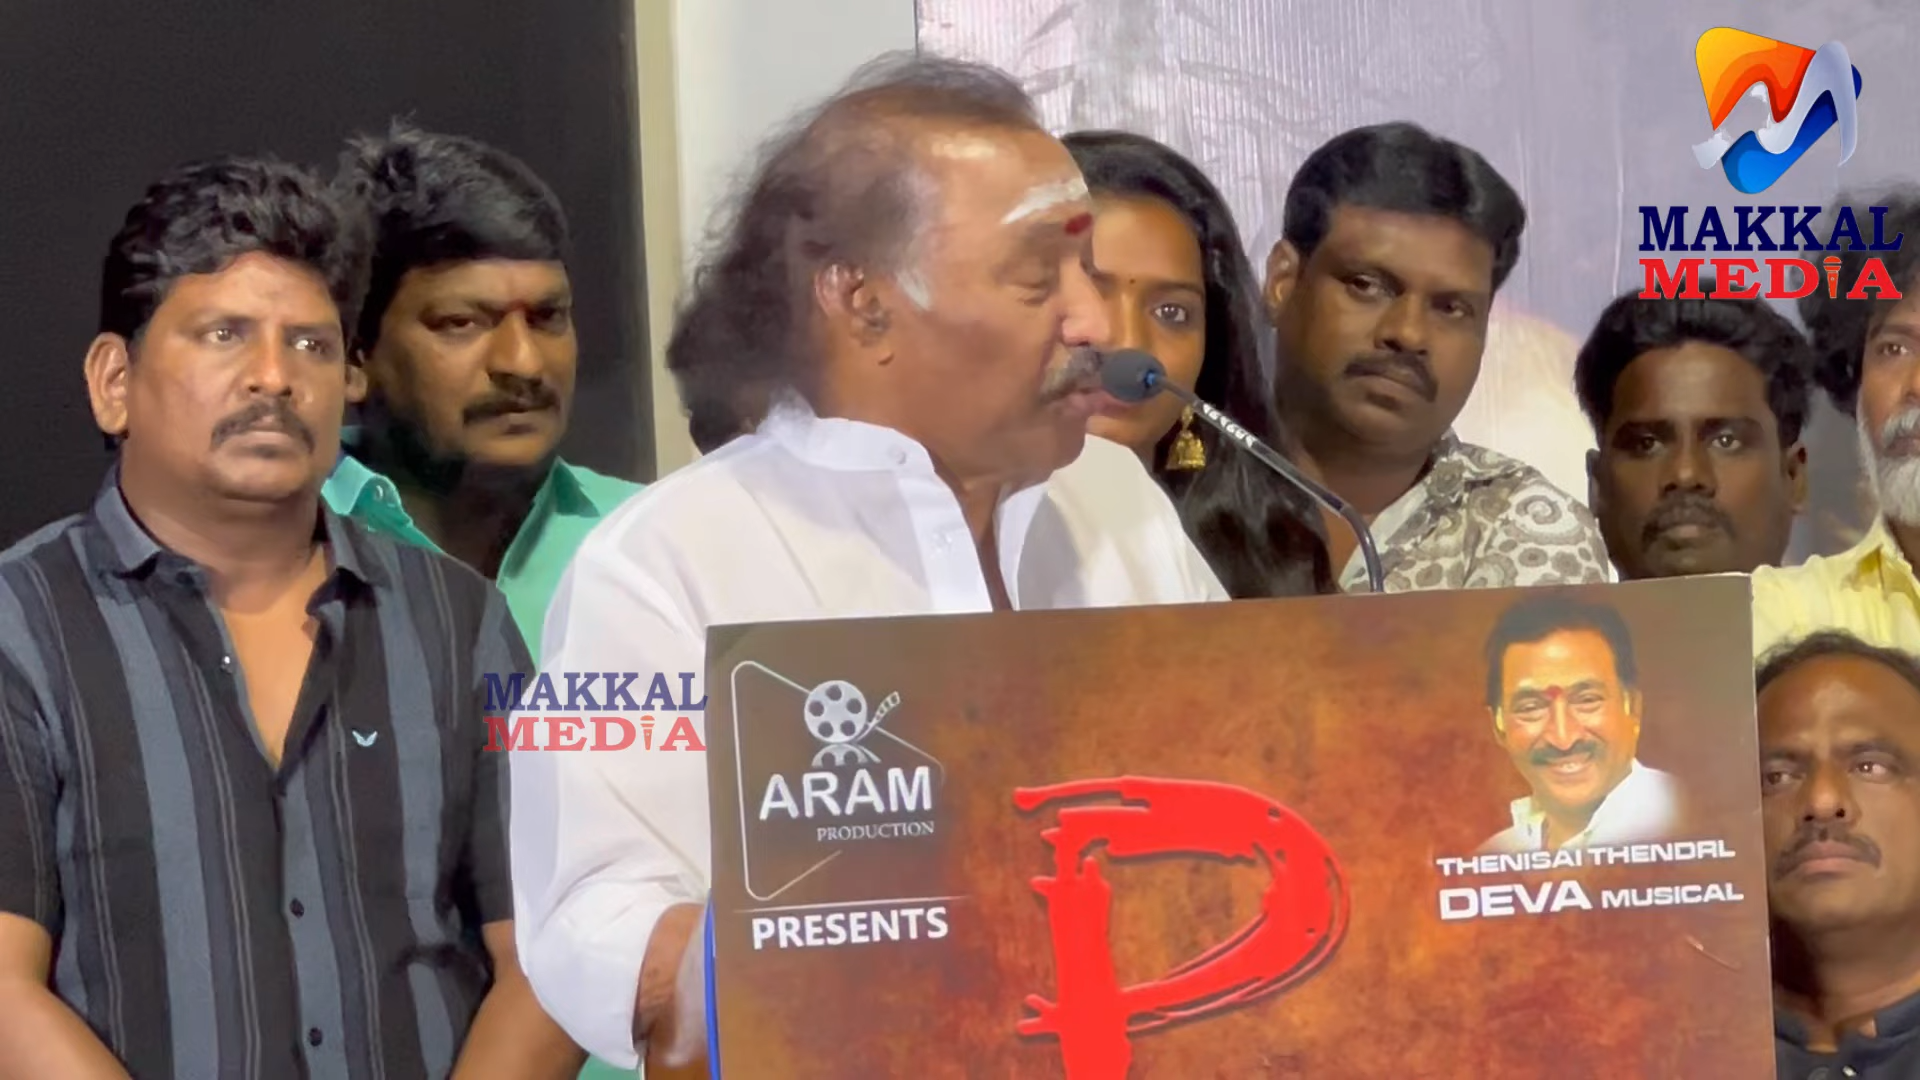 MAKKAL
MEDIA
MAKKAL
MEDIA
ARAM
PRODUCTION
PRESENTS
P
THENISAI THENDRL
DEVA MUSICAL